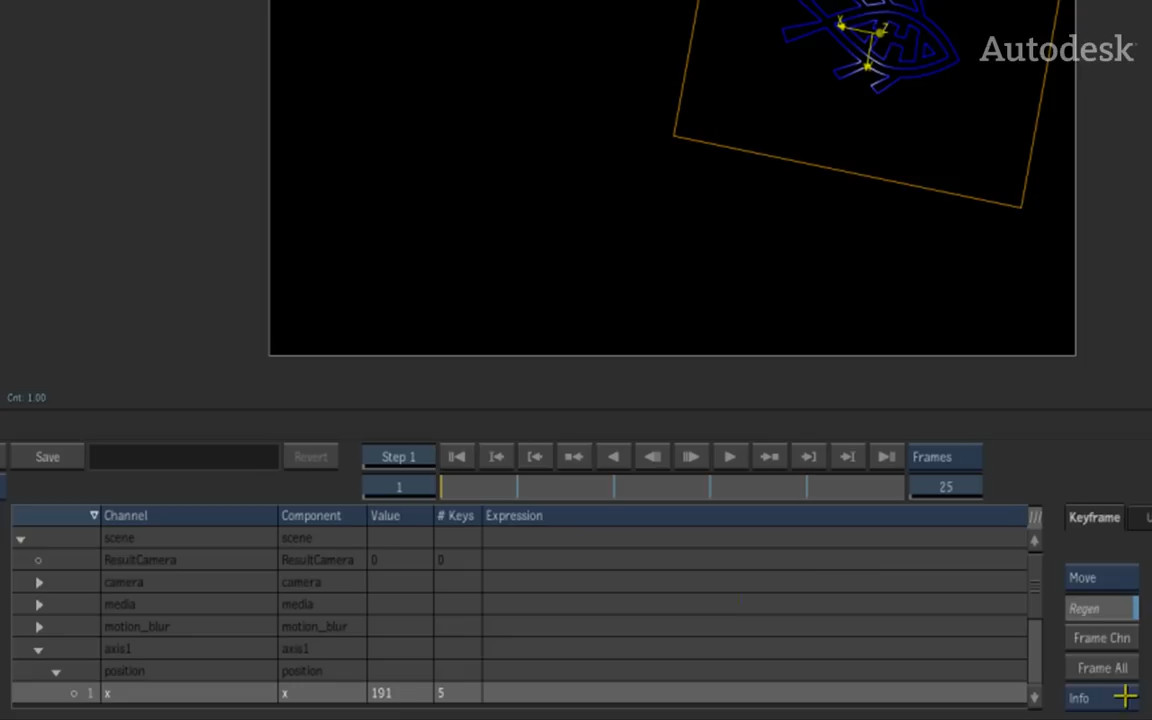 Y
Z
Autodesk
Cnt: 1.00
Save
Revert
Step 1
Frames
1
25
Channel Component Value # Keys Expression
scene scene
ResultCamera ResultCamera 0 0
camera camera
media media
motion_blur motion_blur
axis1 axis1
position position
1 x x 191 5
Keyframe
Move
Regen
Frame Chn
Frame All
Info